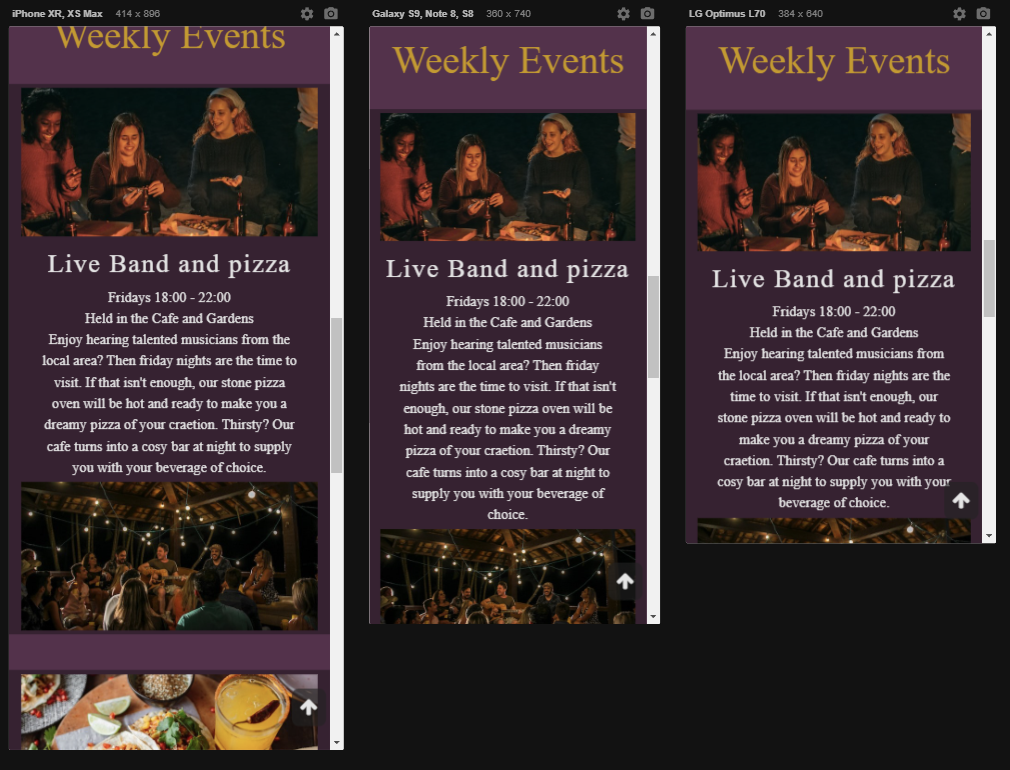 iPhone XR, XS Max 414 x 896
Weekly Events
Live Band and pizza
Fridays 18:00 - 22:00
Held in the Cafe and Gardens
Enjoy hearing talented musicians from the
local area? Then friday nights are the time to
visit. If that isn't enough, our stone pizza
oven will be hot and ready to make you a
dreamy pizza of your craetion. Thirsty? Our
cafe turns into a cosy bar at night to supply
you with your beverage of choice.
Galaxy S9, Note 8, S8 360 x 740
Weekly Events
Live Band and pizza
Fridays 18:00 - 22:00
Held in the Cafe and Gardens
Enjoy hearing talented musicians
from the local area? Then friday
nights are the time to visit. If that isn't
enough, our stone pizza oven will be
hot and ready to make you a dreamy
pizza of your craetion. Thirsty? Our
cafe turns into a cosy bar at night to
supply you with your beverage of
choice.
LG Optimus L70 384 x 640
Weekly Events
Live Band and pizza
Fridays 18:00 - 22:00
Held in the Cafe and Gardens
Enjoy hearing talented musicians from
the local area? Then friday nights are the
time to visit. If that isn't enough, our
stone pizza oven will be hot and ready to
make you a dreamy pizza of your
craetion. Thirsty? Our cafe turns into a
cosy bar at night to supply you with your
beverage of choice.